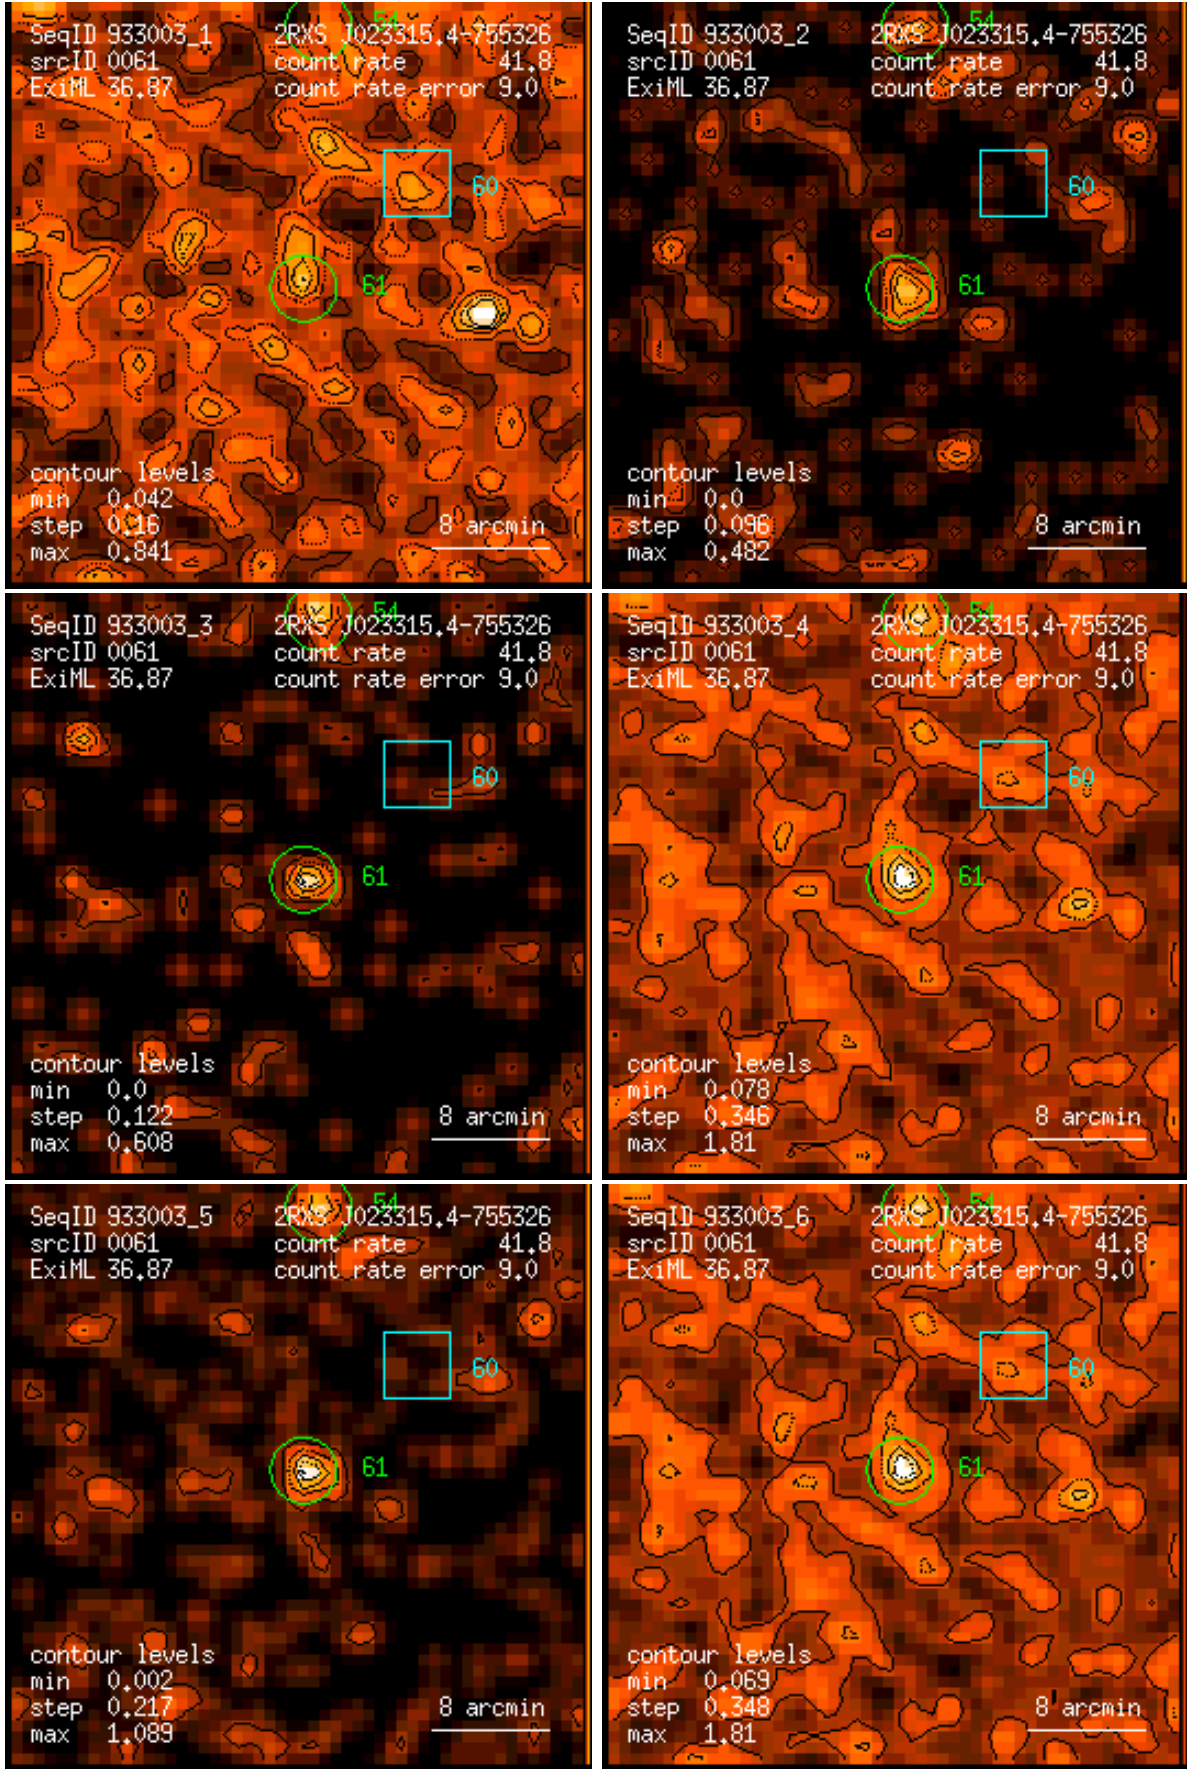 54
SeqID 933003_1 2RXS J023315.4-755326
srcID 0061 count rate 41.8
ExiML 36.87 count rate error 9.0
60
61
contour levels
min 0.042
step 0.16 8 arcmin
max 0.841
54
SeqID 933003_2 2RXS J023315.4-755326
srcID 0061 count rate 41.8
ExiML 36.87 count rate error 9.0
60
61
contour levels
min 0.0
step 0.096 8 arcmin
max 0.482
54
SeqID 933003_3 2RXS J023315.4-755326
srcID 0061 count rate 41.8
ExiML 36.87 count rate error 9.0
60
61
contour levels
min 0.0
step 0.122 8 arcmin
max 0.608
54
SeqID 933003_4 2RXS J023315.4-755326
srcID 0061 count rate 41.8
ExiML 36.87 count rate error 9.0
60
61
contour levels
min 0.078
step 0.346 8 arcmin
max 1.81
54
SeqID 933003_5 2RXS J023315.4-755326
srcID 0061 count rate 41.8
ExiML 36.87 count rate error 9.0
60
61
contour levels
min 0.002
step 0.217 8 arcmin
max 1.089
54
SeqID 933003_6 2RXS J023315.4-755326
srcID 0061 count rate 41.8
ExiML 36.87 count rate error 9.0
60
61
contour levels
min 0.069
step 0.348 8 arcmin
max 1.81